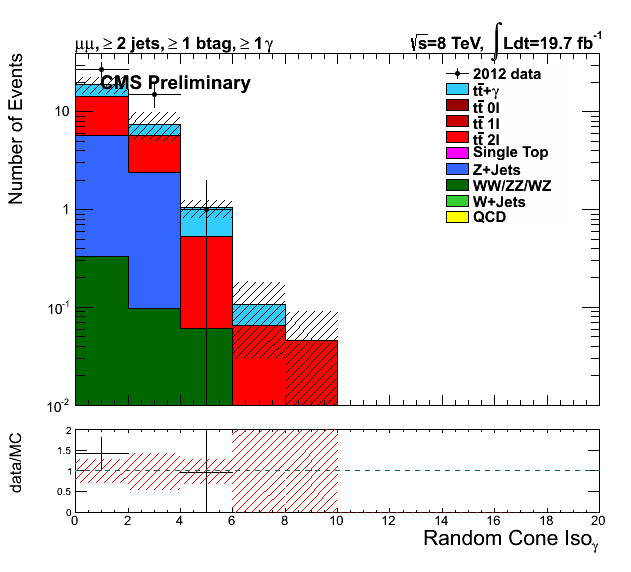 μμ, ≥ 2 jets, ≥ 1 btag, ≥ 1 γ
√s=8 TeV, ∫ Ldt=19.7 fb⁻¹
CMS Preliminary
Number of Events
10
1
10⁻¹
10⁻²
2012 data
tt̄+γ
tt̄ 0l
tt̄ 1l
tt̄ 2l
Single Top
Z+Jets
WW/ZZ/WZ
W+Jets
QCD
data/MC
2
1.5
1
0.5
0
0 2 4 6 8 10 12 14 16 18 20
Random Cone Iso_γ